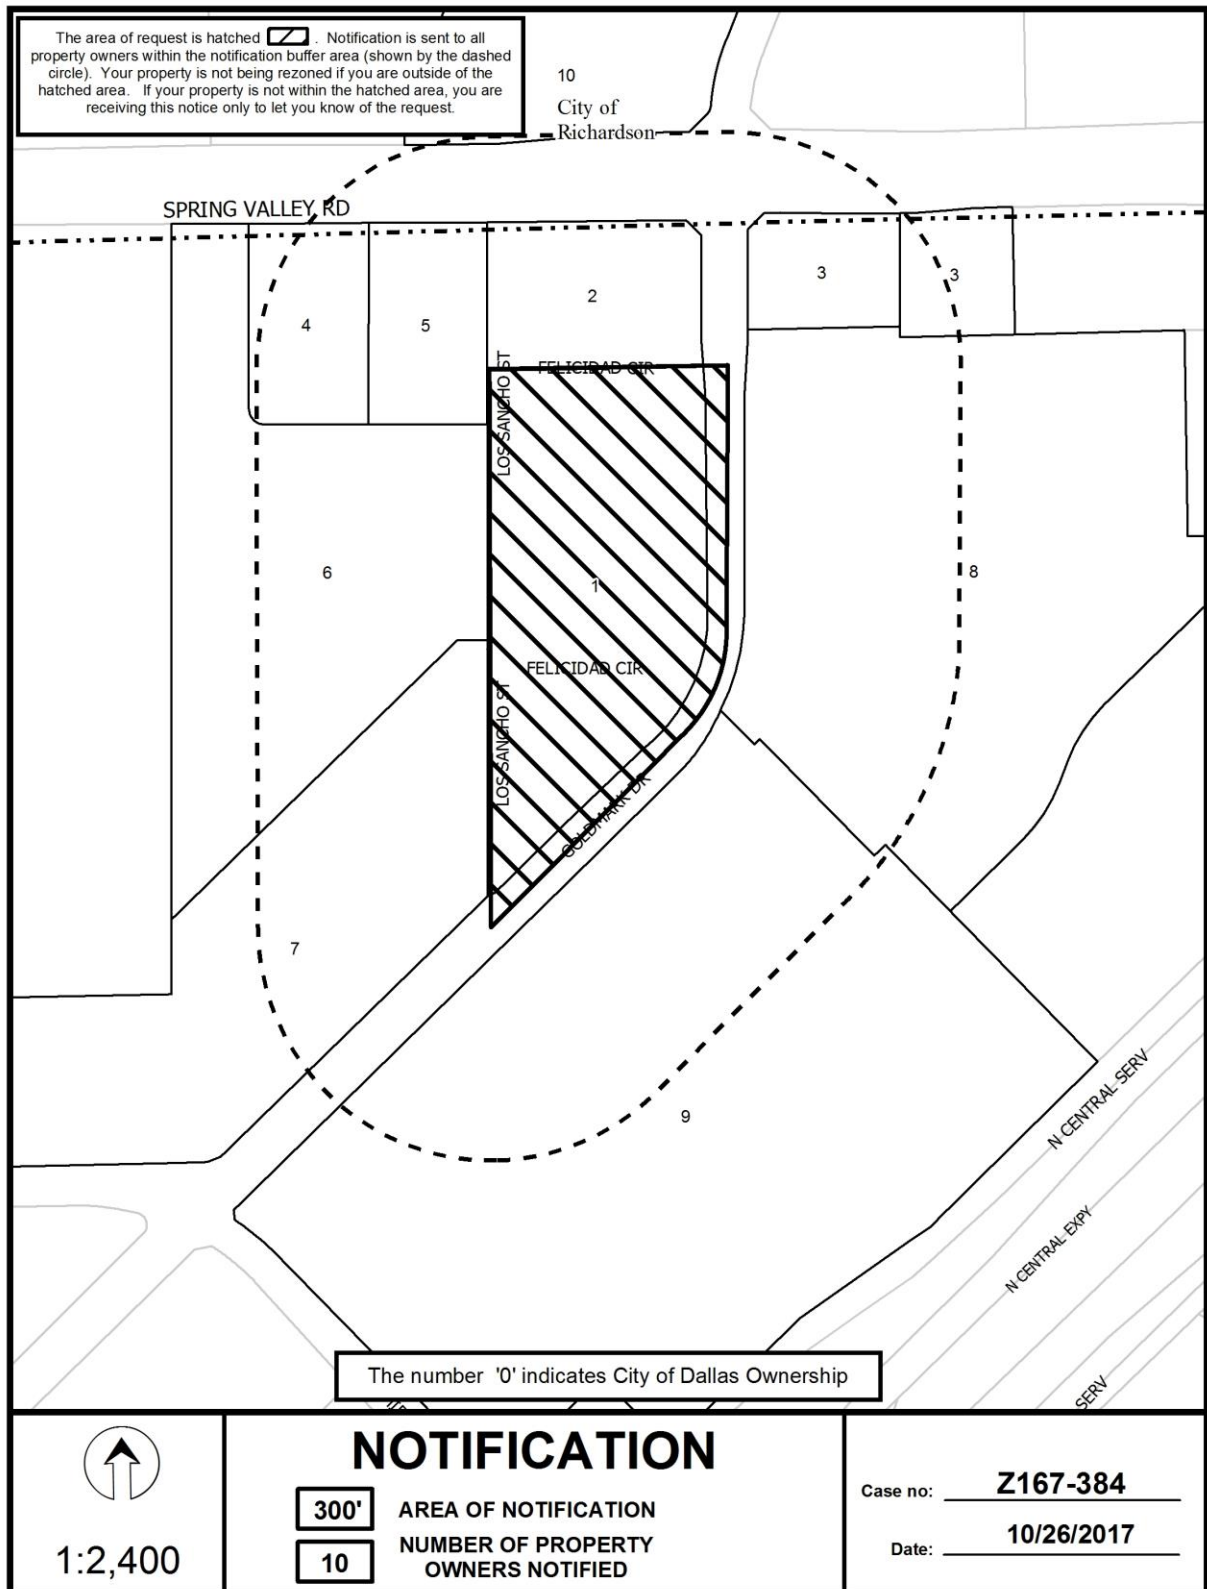 The area of request is hatched . Notification is sent to all
property owners within the notification buffer area (shown by the dashed
circle). Your property is not being rezoned if you are outside of the
hatched area. If your property is not within the hatched area, you are
receiving this notice only to let you know of the request.
10
City of
Richardson
SPRING VALLEY RD
4
5
2
3
3
FELICIDAD CIR
LOS SANCHO ST
6
1
8
FELICIDAD CIR
LOS SANCHO ST
GOLDMARK DR
7
9
N CENTRAL SERV
N CENTRAL EXPY
SERV
The number '0' indicates City of Dallas Ownership
1:2,400
NOTIFICATION
300' AREA OF NOTIFICATION
10 NUMBER OF PROPERTY
OWNERS NOTIFIED
Case no: Z167-384
Date: 10/26/2017